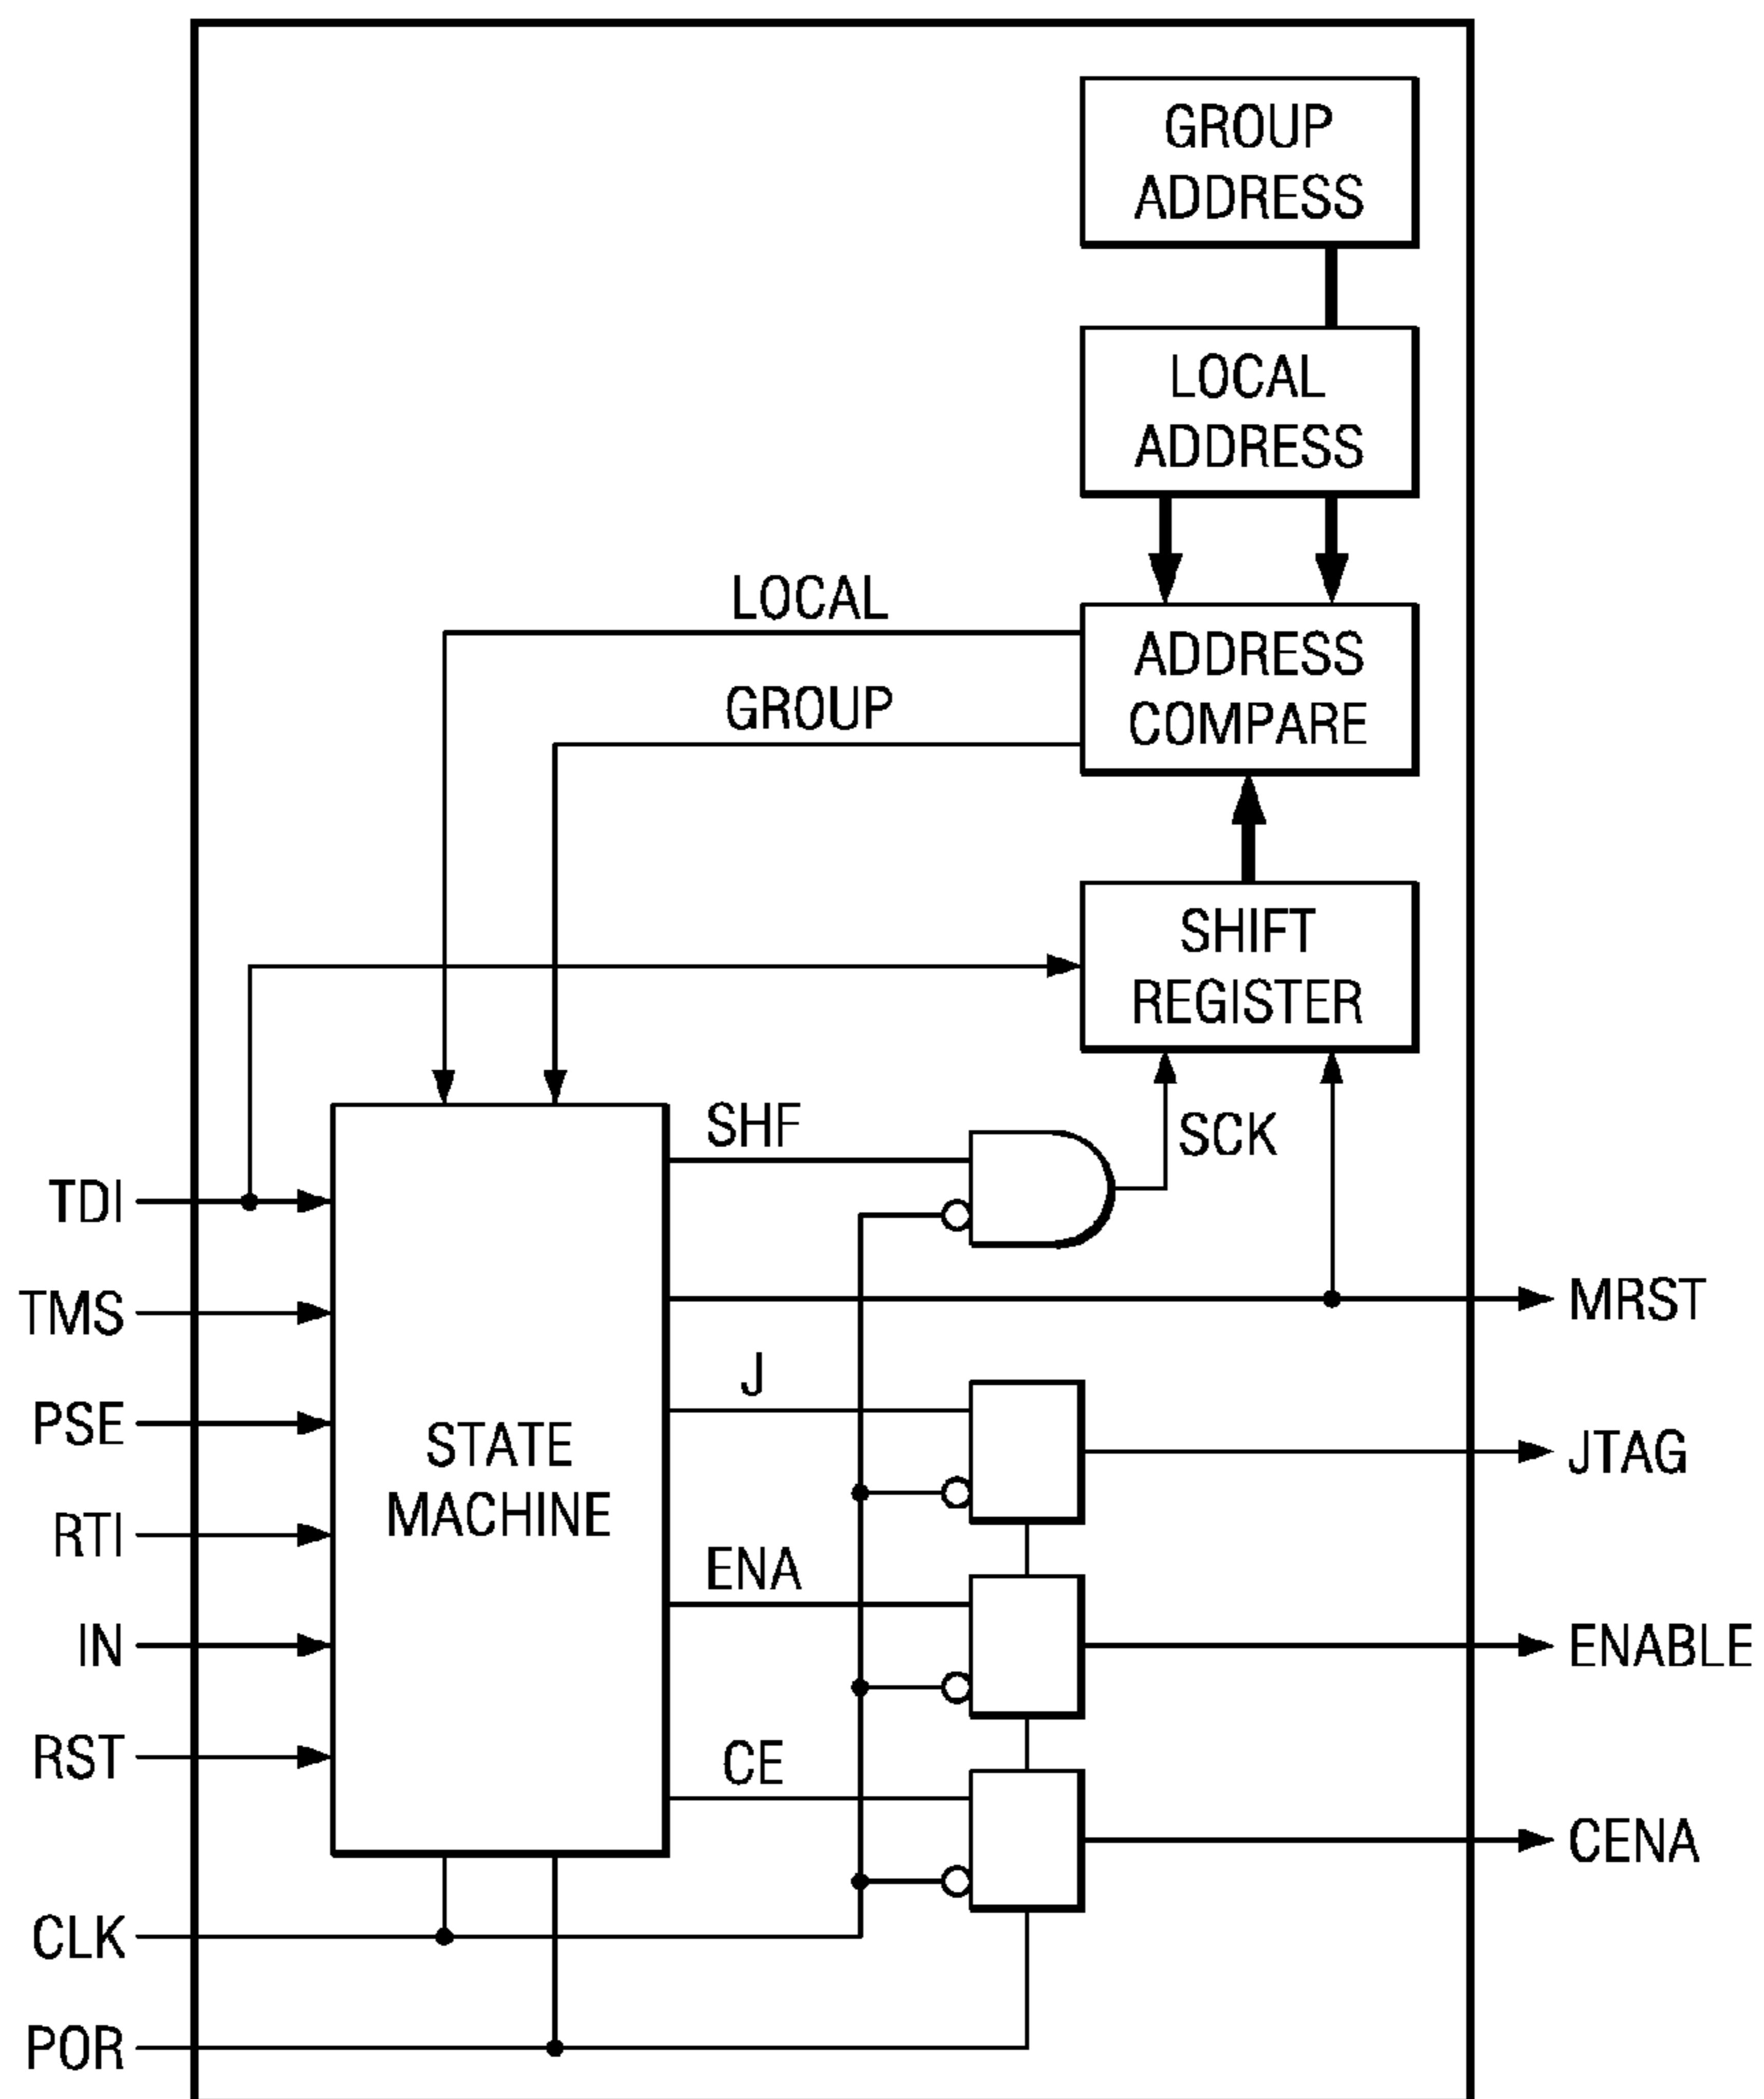 GROUP
ADDRESS
LOCAL
ADDRESS
LOCAL
ADDRESS
COMPARE
GROUP
SHIFT
REGISTER
SHF
SCK
TDI
TMS
MRST
J
PSE
STATE
MACHINE
JTAG
RTI
ENA
IN
ENABLE
RST
CE
CENA
CLK
POR